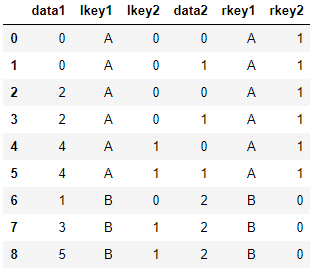 data1 lkey1 lkey2 data2 rkey1 rkey2
0 0 A 0 0 A 1
1 0 A 0 1 A 1
2 2 A 0 0 A 1
3 2 A 0 1 A 1
4 4 A 1 0 A 1
5 4 A 1 1 A 1
6 1 B 0 2 B 0
7 3 B 1 2 B 0
8 5 B 1 2 B 0